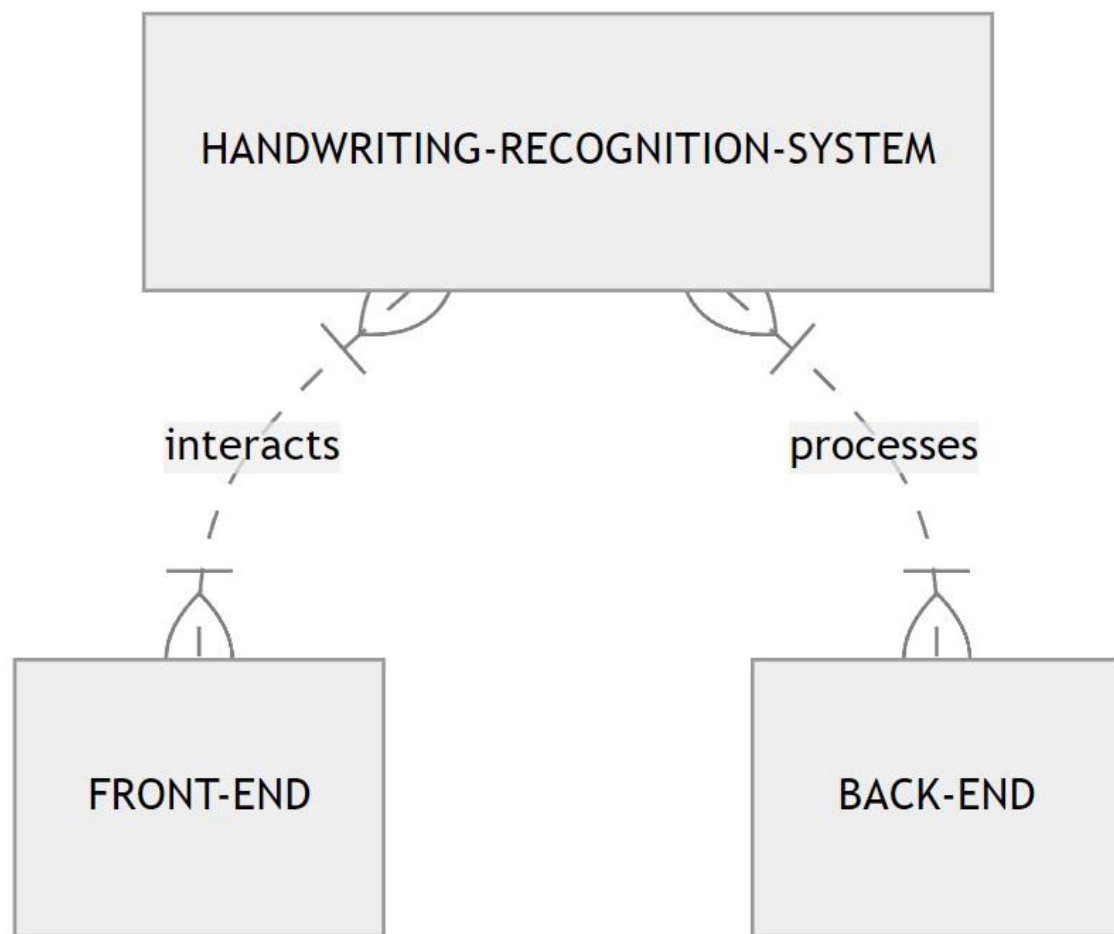 HANDWRITING-RECOGNITION-SYSTEM
interacts
processes
FRONT-END
BACK-END